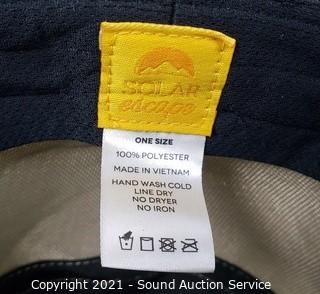 SOLAR
escape
ONE SIZE
100% POLYESTER
MADE IN VIETNAM
HAND WASH COLD
LINE DRY
NO DRYER
NO IRON
Copyright 2021 - Sound Auction Service